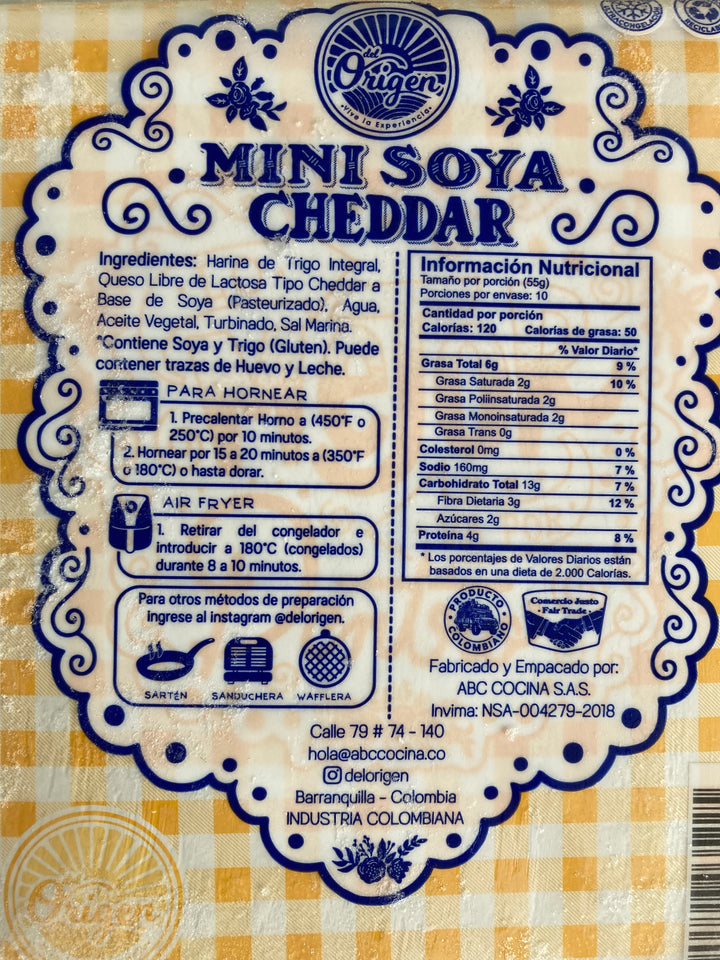 ULTRACONGELACIÓN
RECICLABLE
del
Origen
• Vive la Experiencia •
MINI SOYA
CHEDDAR
Ingredientes: Harina de Trigo Integral,
Queso Libre de Lactosa Tipo Cheddar a
Base de Soya (Pasteurizado), Agua,
Aceite Vegetal, Turbinado, Sal Marina.
*Contiene Soya y Trigo (Gluten). Puede
contener trazas de Huevo y Leche.
PARA HORNEAR
1. Precalentar Horno a (450°F o
250°C) por 10 minutos.
2. Hornear por 15 a 20 minutos a (350°F
o 180°C) o hasta dorar.
AIR FRYER
1. Retirar del congelador e
introducir a 180°C (congelados)
durante 8 a 10 minutos.
Para otros métodos de preparación
ingrese al instagram @delorigen.
SARTÉN SANDUCHERA WAFFLERA
Información Nutricional
Tamaño por porción (55g)
Porciones por envase: 10
Cantidad por porción
Calorías: 120 Calorías de grasa: 50
% Valor Diario*
Grasa Total 6g 9 %
Grasa Saturada 2g 10 %
Grasa Poliinsaturada 2g
Grasa Monoinsaturada 2g
Grasa Trans 0g
Colesterol 0mg 0 %
Sodio 160mg 7 %
Carbohidrato Total 13g 7 %
Fibra Dietaria 3g 12 %
Azúcares 2g
Proteína 4g 8 %
* Los porcentajes de Valores Diarios están
basados en una dieta de 2.000 Calorías.
• PRODUCTO •
COLOMBIANO
Comercio Justo
• Fair Trade •
Fabricado y Empacado por:
ABC COCINA S.A.S.
Invima: NSA-004279-2018
Calle 79 # 74 - 140
hola@abccocina.co
delorigen
Barranquilla - Colombia
INDUSTRIA COLOMBIANA
del
Origen